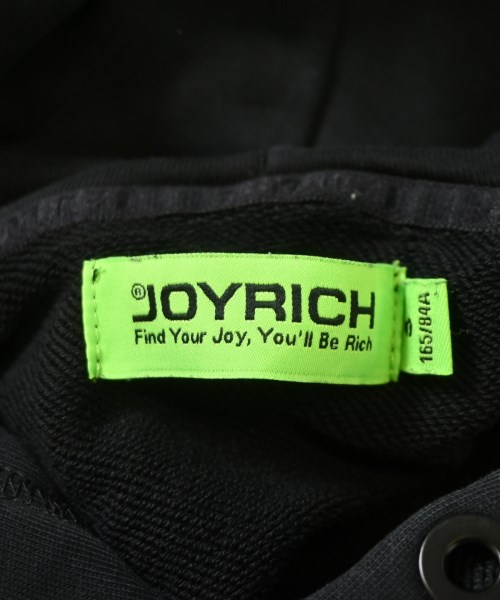 ®JOYRICH
Find Your Joy, You'll Be Rich
165/84A